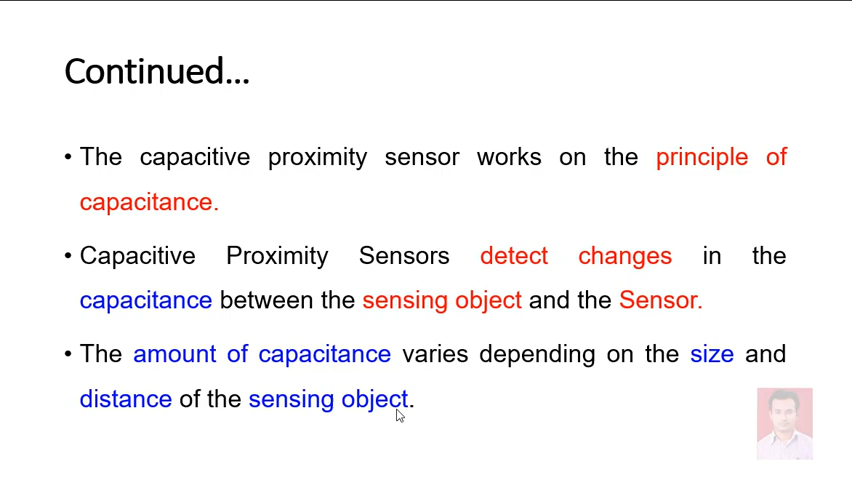 Continued...
• The capacitive proximity sensor works on the principle of
capacitance.
• Capacitive Proximity Sensors detect changes in the
capacitance between the sensing object and the Sensor.
• The amount of capacitance varies depending on the size and
distance of the sensing object.